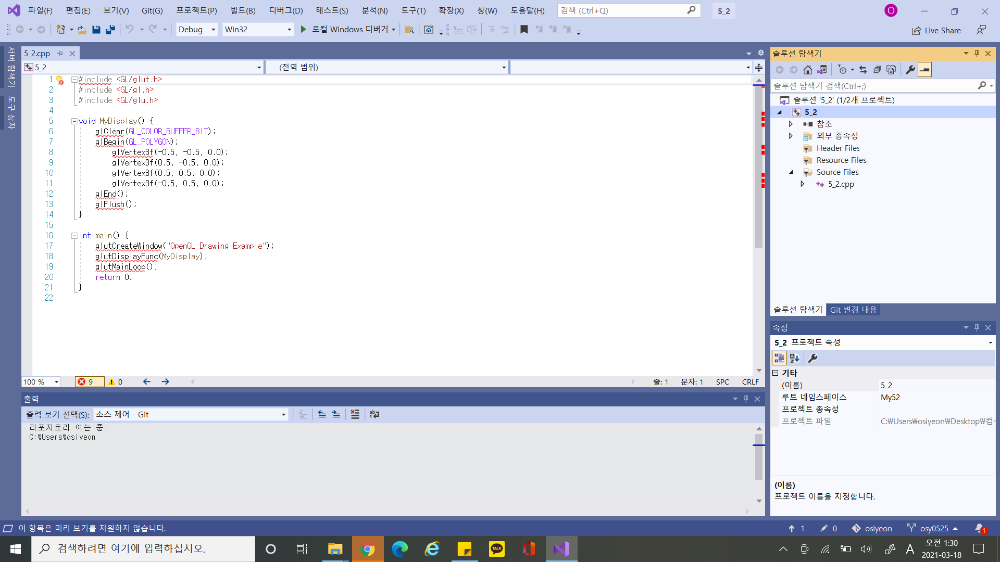 파일(F) 편집(E) 보기(V) Git(G) 프로젝트(P) 빌드(B) 디버그(D) 테스트(S) 분석(N) 도구(T) 확장(X) 창(W) 도움말(H) 검색 (Ctrl+Q) 5_2 O
Debug Win32 로컬 Windows 디버거 Live Share
서버 탐색기
도구 상자
5_2.cpp
5_2 (전역 범위)
1 #include <GL/glut.h>
2 #include <GL/gl.h>
3 #include <GL/glu.h>
4
5 void MyDisplay() {
6 glClear(GL_COLOR_BUFFER_BIT);
7 glBegin(GL_POLYGON);
8 glVertex3f(-0.5, -0.5, 0.0);
9 glVertex3f(0.5, -0.5, 0.0);
10 glVertex3f(0.5, 0.5, 0.0);
11 glVertex3f(-0.5, 0.5, 0.0);
12 glEnd();
13 glFlush();
14 }
15
16 int main() {
17 glutCreateWindow("OpenGL Drawing Example");
18 glutDisplayFunc(MyDisplay);
19 glutMainLoop();
20 return 0;
21 }
22
100 % 9 0 줄: 1 문자: 1 SPC CRLF
출력
출력 보기 선택(S): 소스 제어 - Git
리포지토리 여는 중:
C:₩Users₩osiyeon
솔루션 탐색기
솔루션 탐색기 검색(Ctrl+;)
솔루션 '5_2' (1/2개 프로젝트)
5_2
참조
외부 종속성
Header Files
Resource Files
Source Files
5_2.cpp
솔루션 탐색기 Git 변경 내용
속성
5_2 프로젝트 속성
기타
(이름) 5_2
루트 네임스페이스 My52
프로젝트 종속성
프로젝트 파일 C:₩Users₩osiyeon₩Desktop₩컴
(이름)
프로젝트 이름을 지정합니다.
이 항목은 미리 보기를 지원하지 않습니다. 1 0 osiyeon osy0525 1
검색하려면 여기에 입력하십시오. TALK A 오전 1:30
2021-03-18